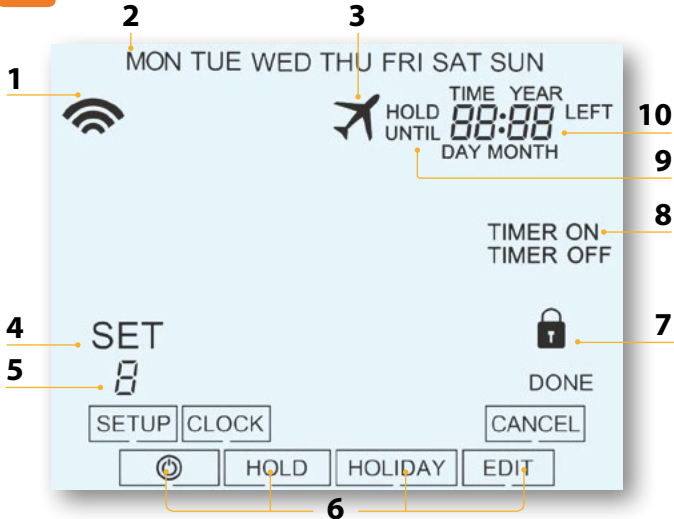 2 3
MON TUE WED THU FRI SAT SUN
1
TIME YEAR
HOLD 88:88 LEFT 10
UNTIL
DAY MONTH
9
8
TIMER ON
TIMER OFF
4 SET 7
5 8 DONE
SETUP CLOCK CANCEL
HOLD HOLIDAY EDIT
6